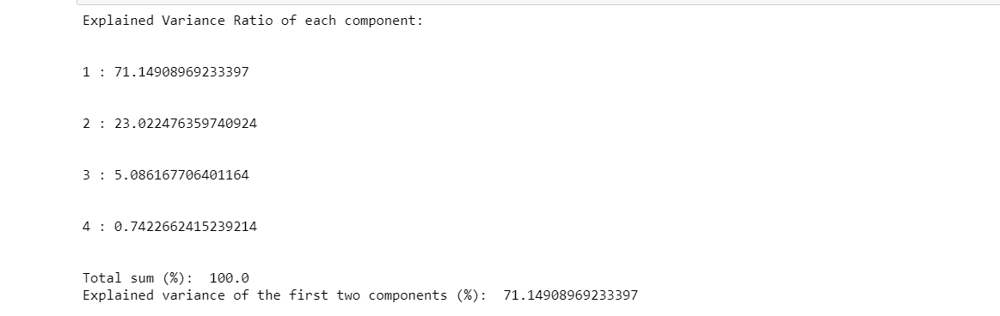 Explained Variance Ratio of each component:
1 : 71.14908969233397
2 : 23.022476359740924
3 : 5.086167706401164
4 : 0.7422662415239214
Total sum (%):  100.0
Explained variance of the first two components (%):  71.14908969233397